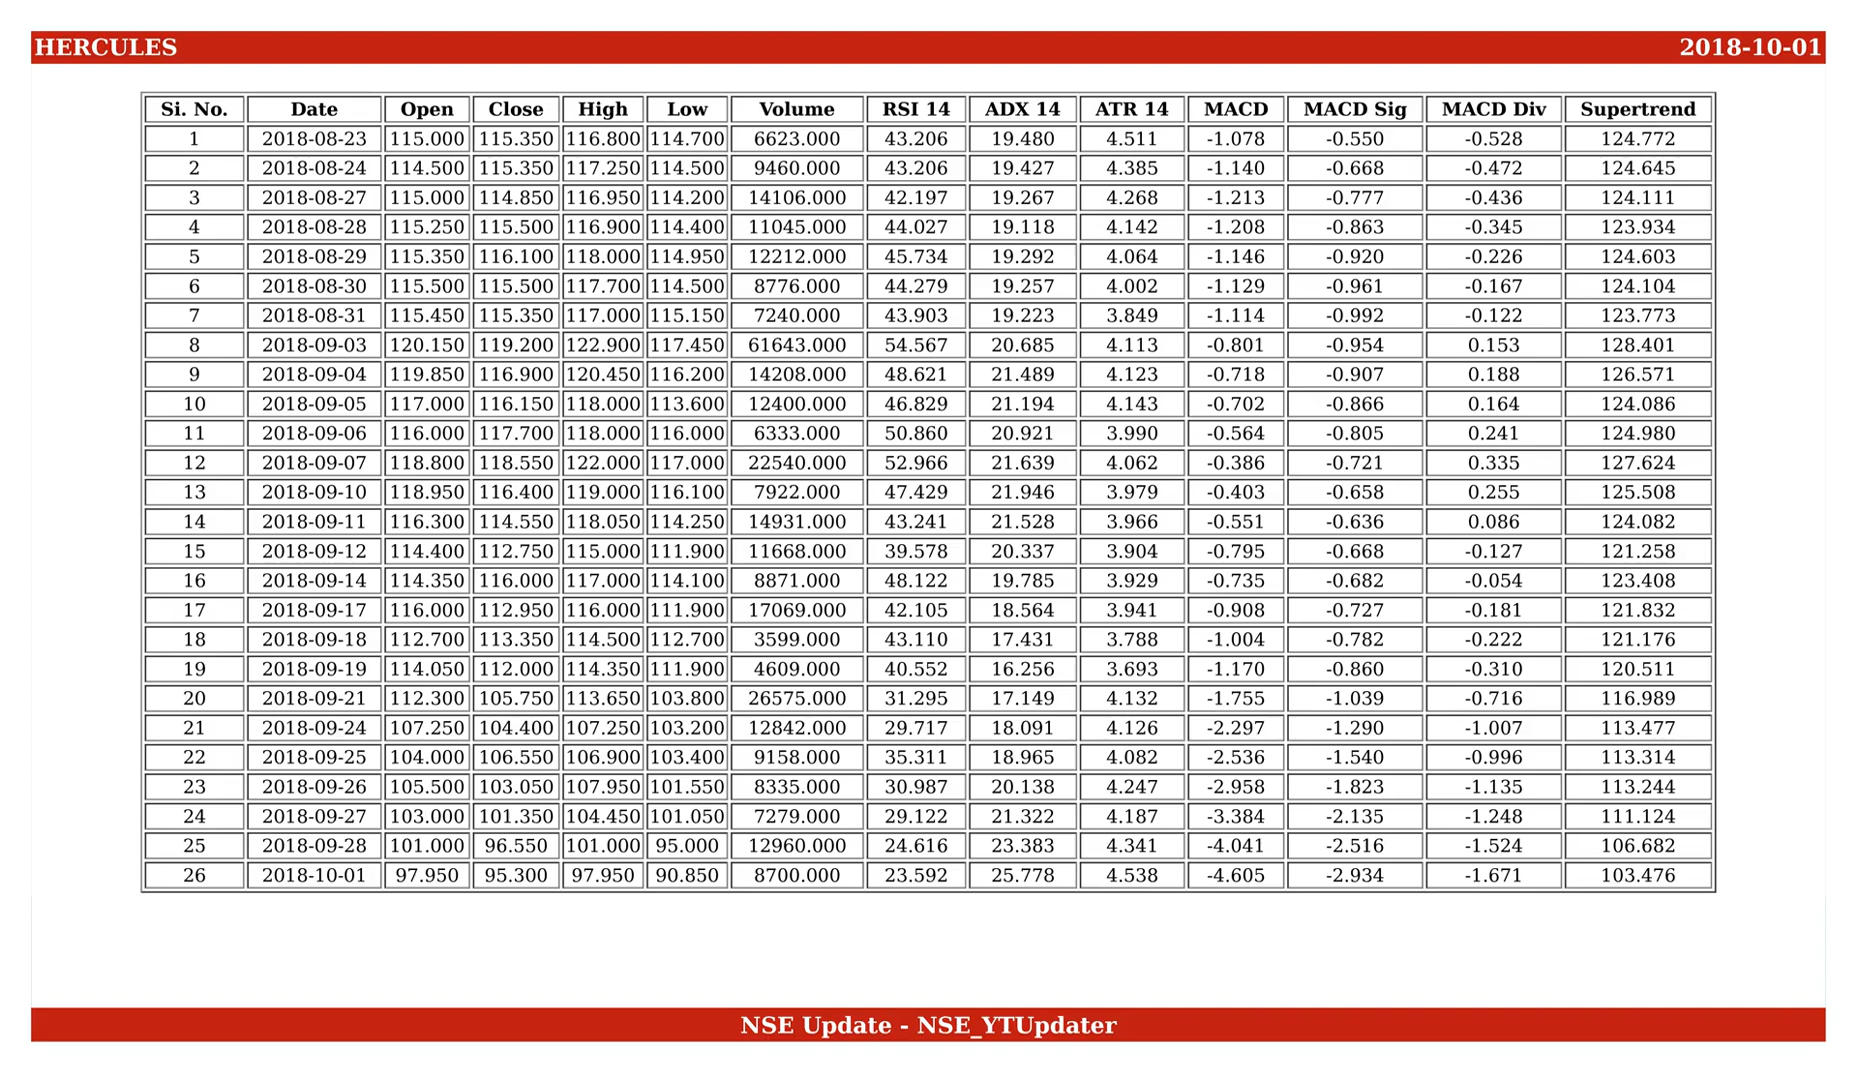 HERCULES 2018-10-01
Si. No. Date Open Close High Low Volume RSI 14 ADX 14 ATR 14 MACD MACD Sig MACD Div Supertrend
1 2018-08-23 115.000 115.350 116.800 114.700 6623.000 43.206 19.480 4.511 -1.078 -0.550 -0.528 124.772
2 2018-08-24 114.500 115.350 117.250 114.500 9460.000 43.206 19.427 4.385 -1.140 -0.668 -0.472 124.645
3 2018-08-27 115.000 114.850 116.950 114.200 14106.000 42.197 19.267 4.268 -1.213 -0.777 -0.436 124.111
4 2018-08-28 115.250 115.500 116.900 114.400 11045.000 44.027 19.118 4.142 -1.208 -0.863 -0.345 123.934
5 2018-08-29 115.350 116.100 118.000 114.950 12212.000 45.734 19.292 4.064 -1.146 -0.920 -0.226 124.603
6 2018-08-30 115.500 115.500 117.700 114.500 8776.000 44.279 19.257 4.002 -1.129 -0.961 -0.167 124.104
7 2018-08-31 115.450 115.350 117.000 115.150 7240.000 43.903 19.223 3.849 -1.114 -0.992 -0.122 123.773
8 2018-09-03 120.150 119.200 122.900 117.450 61643.000 54.567 20.685 4.113 -0.801 -0.954 0.153 128.401
9 2018-09-04 119.850 116.900 120.450 116.200 14208.000 48.621 21.489 4.123 -0.718 -0.907 0.188 126.571
10 2018-09-05 117.000 116.150 118.000 113.600 12400.000 46.829 21.194 4.143 -0.702 -0.866 0.164 124.086
11 2018-09-06 116.000 117.700 118.000 116.000 6333.000 50.860 20.921 3.990 -0.564 -0.805 0.241 124.980
12 2018-09-07 118.800 118.550 122.000 117.000 22540.000 52.966 21.639 4.062 -0.386 -0.721 0.335 127.624
13 2018-09-10 118.950 116.400 119.000 116.100 7922.000 47.429 21.946 3.979 -0.403 -0.658 0.255 125.508
14 2018-09-11 116.300 114.550 118.050 114.250 14931.000 43.241 21.528 3.966 -0.551 -0.636 0.086 124.082
15 2018-09-12 114.400 112.750 115.000 111.900 11668.000 39.578 20.337 3.904 -0.795 -0.668 -0.127 121.258
16 2018-09-14 114.350 116.000 117.000 114.100 8871.000 48.122 19.785 3.929 -0.735 -0.682 -0.054 123.408
17 2018-09-17 116.000 112.950 116.000 111.900 17069.000 42.105 18.564 3.941 -0.908 -0.727 -0.181 121.832
18 2018-09-18 112.700 113.350 114.500 112.700 3599.000 43.110 17.431 3.788 -1.004 -0.782 -0.222 121.176
19 2018-09-19 114.050 112.000 114.350 111.900 4609.000 40.552 16.256 3.693 -1.170 -0.860 -0.310 120.511
20 2018-09-21 112.300 105.750 113.650 103.800 26575.000 31.295 17.149 4.132 -1.755 -1.039 -0.716 116.989
21 2018-09-24 107.250 104.400 107.250 103.200 12842.000 29.717 18.091 4.126 -2.297 -1.290 -1.007 113.477
22 2018-09-25 104.000 106.550 106.900 103.400 9158.000 35.311 18.965 4.082 -2.536 -1.540 -0.996 113.314
23 2018-09-26 105.500 103.050 107.950 101.550 8335.000 30.987 20.138 4.247 -2.958 -1.823 -1.135 113.244
24 2018-09-27 103.000 101.350 104.450 101.050 7279.000 29.122 21.322 4.187 -3.384 -2.135 -1.248 111.124
25 2018-09-28 101.000 96.550 101.000 95.000 12960.000 24.616 23.383 4.341 -4.041 -2.516 -1.524 106.682
26 2018-10-01 97.950 95.300 97.950 90.850 8700.000 23.592 25.778 4.538 -4.605 -2.934 -1.671 103.476
NSE Update - NSE_YTUpdater